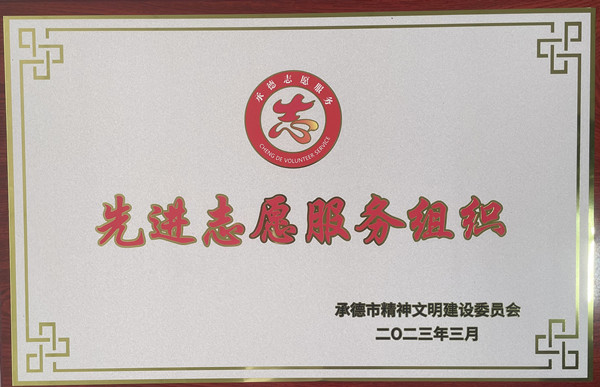 承德志愿服务
志
CHENG DE VOLUNTEER SERVICE
先进志愿服务组织
承德市精神文明建设委员会
二〇二三年三月